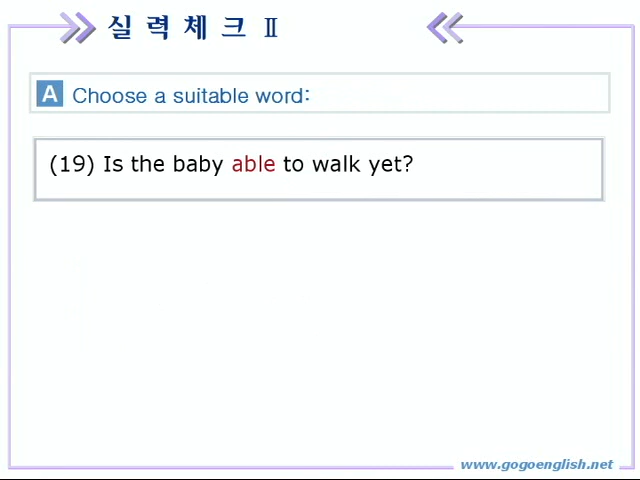 실 력 체 크 Ⅱ
A Choose a suitable word:
(19) Is the baby able to walk yet?
www.gogoenglish.net